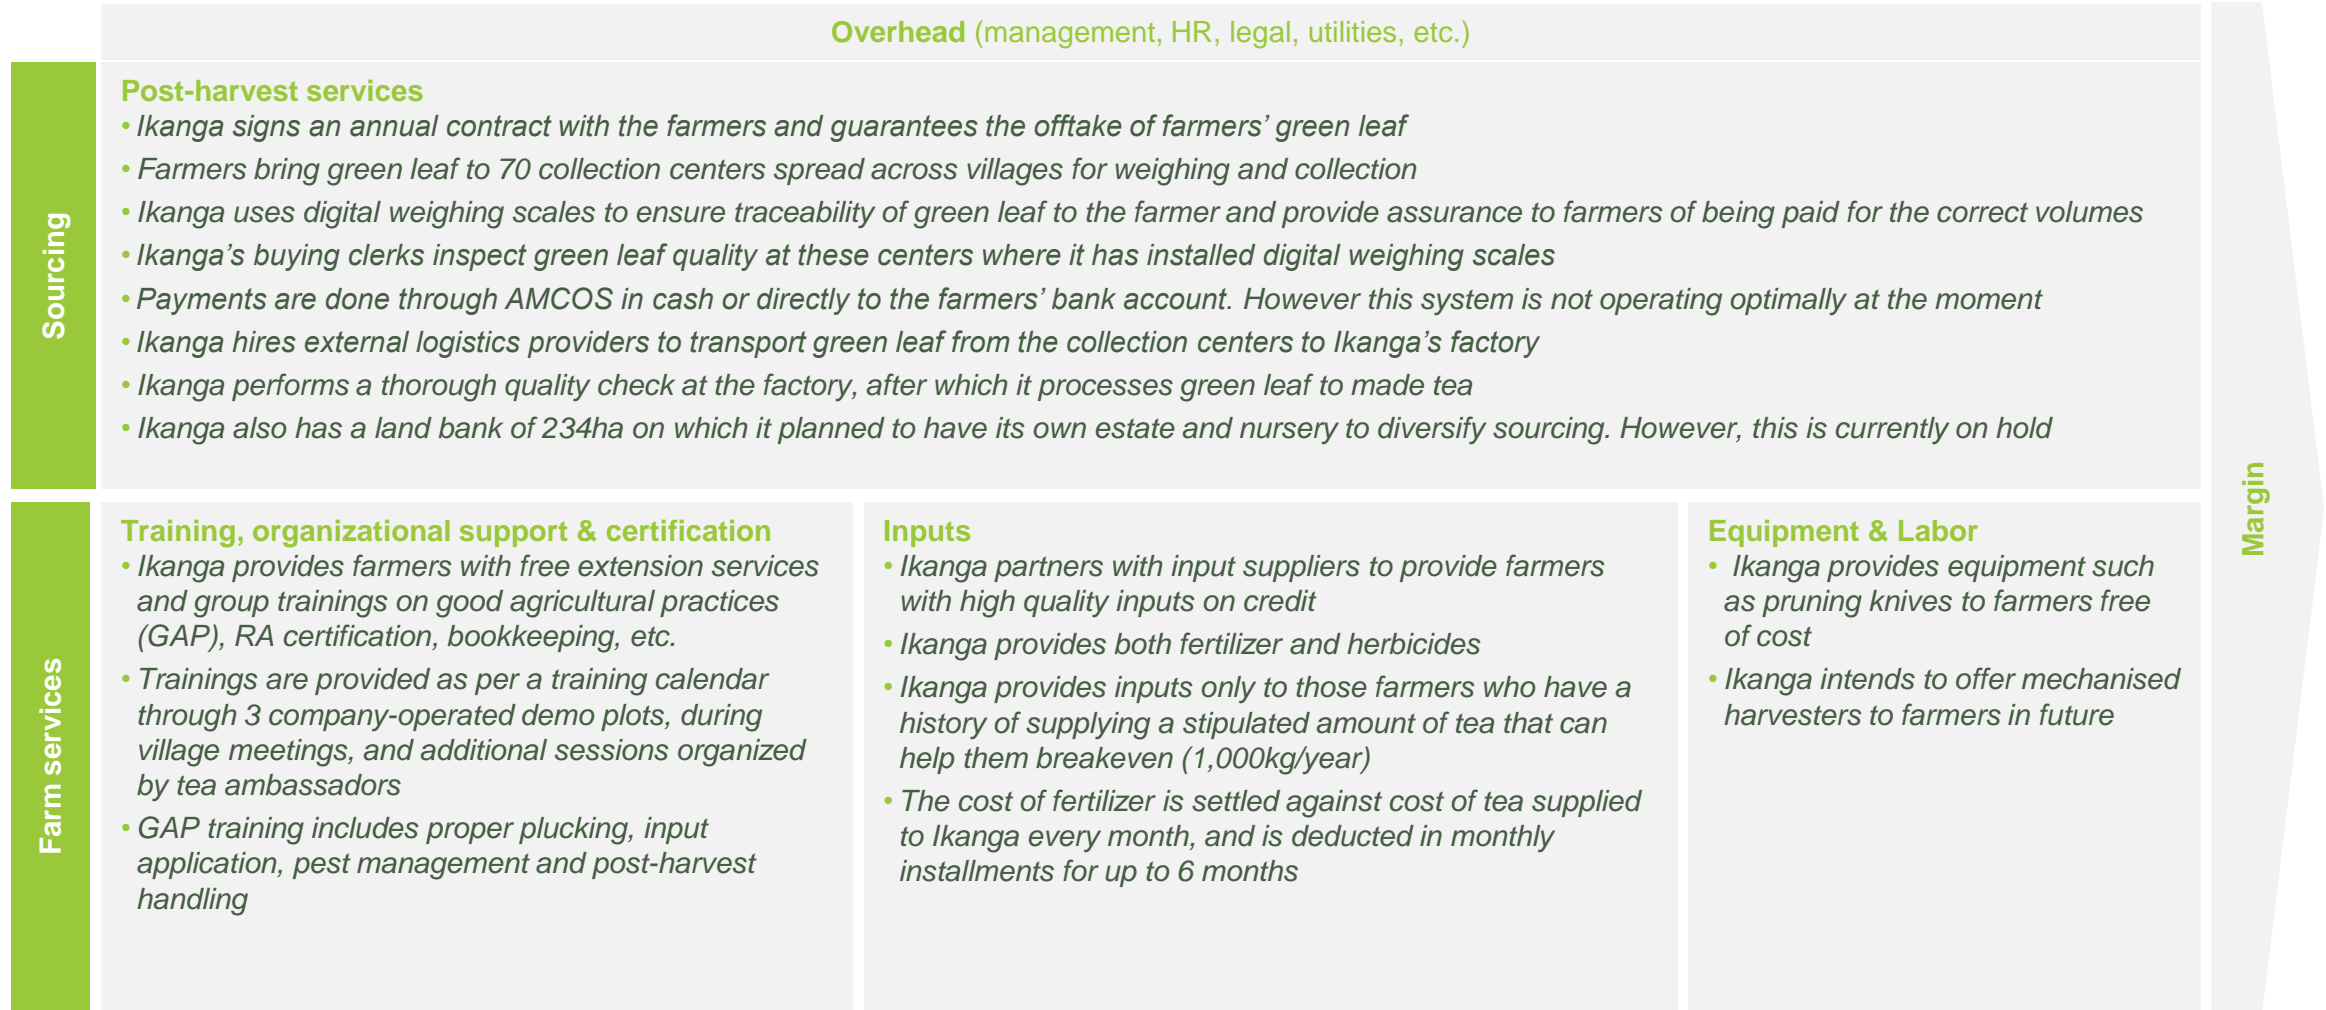 Overhead (management, HR, legal, utilities, etc.)
Sourcing
Post-harvest services
• Ikanga signs an annual contract with the farmers and guarantees the offtake of farmers’ green leaf
• Farmers bring green leaf to 70 collection centers spread across villages for weighing and collection
• Ikanga uses digital weighing scales to ensure traceability of green leaf to the farmer and provide assurance to farmers of being paid for the correct volumes
• Ikanga’s buying clerks inspect green leaf quality at these centers where it has installed digital weighing scales
• Payments are done through AMCOS in cash or directly to the farmers’ bank account. However this system is not operating optimally at the moment
• Ikanga hires external logistics providers to transport green leaf from the collection centers to Ikanga’s factory
• Ikanga performs a thorough quality check at the factory, after which it processes green leaf to made tea
• Ikanga also has a land bank of 234ha on which it planned to have its own estate and nursery to diversify sourcing. However, this is currently on hold
Farm services
Training, organizational support & certification
• Ikanga provides farmers with free extension services
and group trainings on good agricultural practices
(GAP), RA certification, bookkeeping, etc.
• Trainings are provided as per a training calendar
through 3 company-operated demo plots, during
village meetings, and additional sessions organized
by tea ambassadors
• GAP training includes proper plucking, input
application, pest management and post-harvest
handling
Inputs
• Ikanga partners with input suppliers to provide farmers
with high quality inputs on credit
• Ikanga provides both fertilizer and herbicides
• Ikanga provides inputs only to those farmers who have a
history of supplying a stipulated amount of tea that can
help them breakeven (1,000kg/year)
• The cost of fertilizer is settled against cost of tea supplied
to Ikanga every month, and is deducted in monthly
installments for up to 6 months
Equipment & Labor
• Ikanga provides equipment such
as pruning knives to farmers free
of cost
• Ikanga intends to offer mechanised
harvesters to farmers in future
Margin